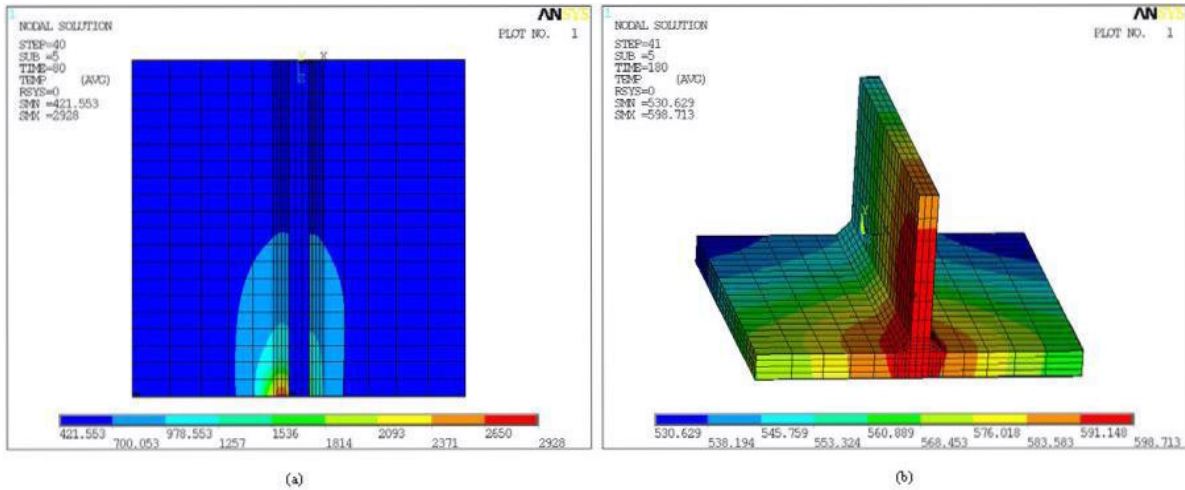 1
ANSYS
NODAL SOLUTION
PLOT NO. 1
STEP=40
SUB =5
TIME=80
TEMP (AVG)
RSYS=0
SMN =421.553
SMX =2928
Y X
421.553 978.553 1536 2093 2650
700.053 1257 1814 2371 2928
(a)
1
ANSYS
NODAL SOLUTION
PLOT NO. 1
STEP=41
SUB =5
TIME=180
TEMP (AVG)
RSYS=0
SMN =530.629
SMX =598.713
Y
530.629 545.759 560.889 576.018 591.148
538.194 553.324 568.453 583.583 598.713
(b)